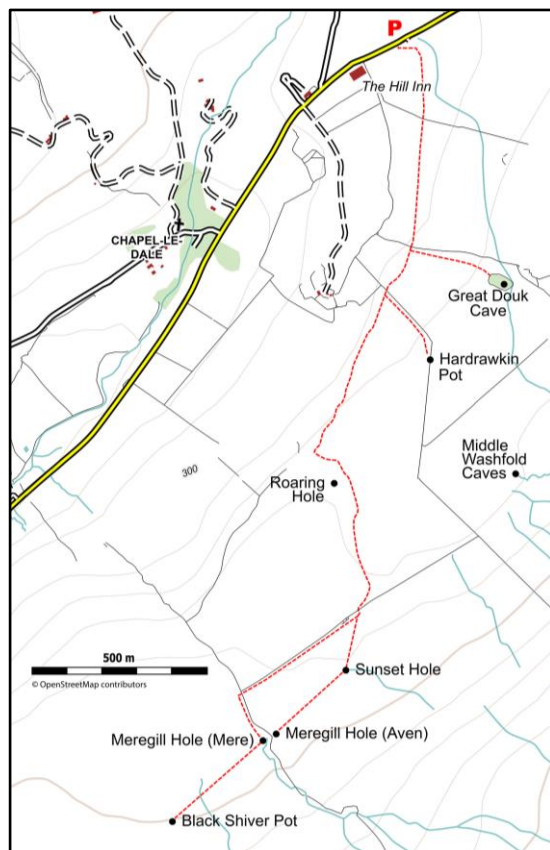 P
The Hill Inn
CHAPEL-LE-
DALE
Great Douk
Cave
Hardrawkin
Pot
Middle
Washfold
Caves
300
Roaring
Hole
500 m
© OpenStreetMap contributors
Sunset Hole
Meregill Hole (Aven)
Meregill Hole (Mere)
Black Shiver Pot